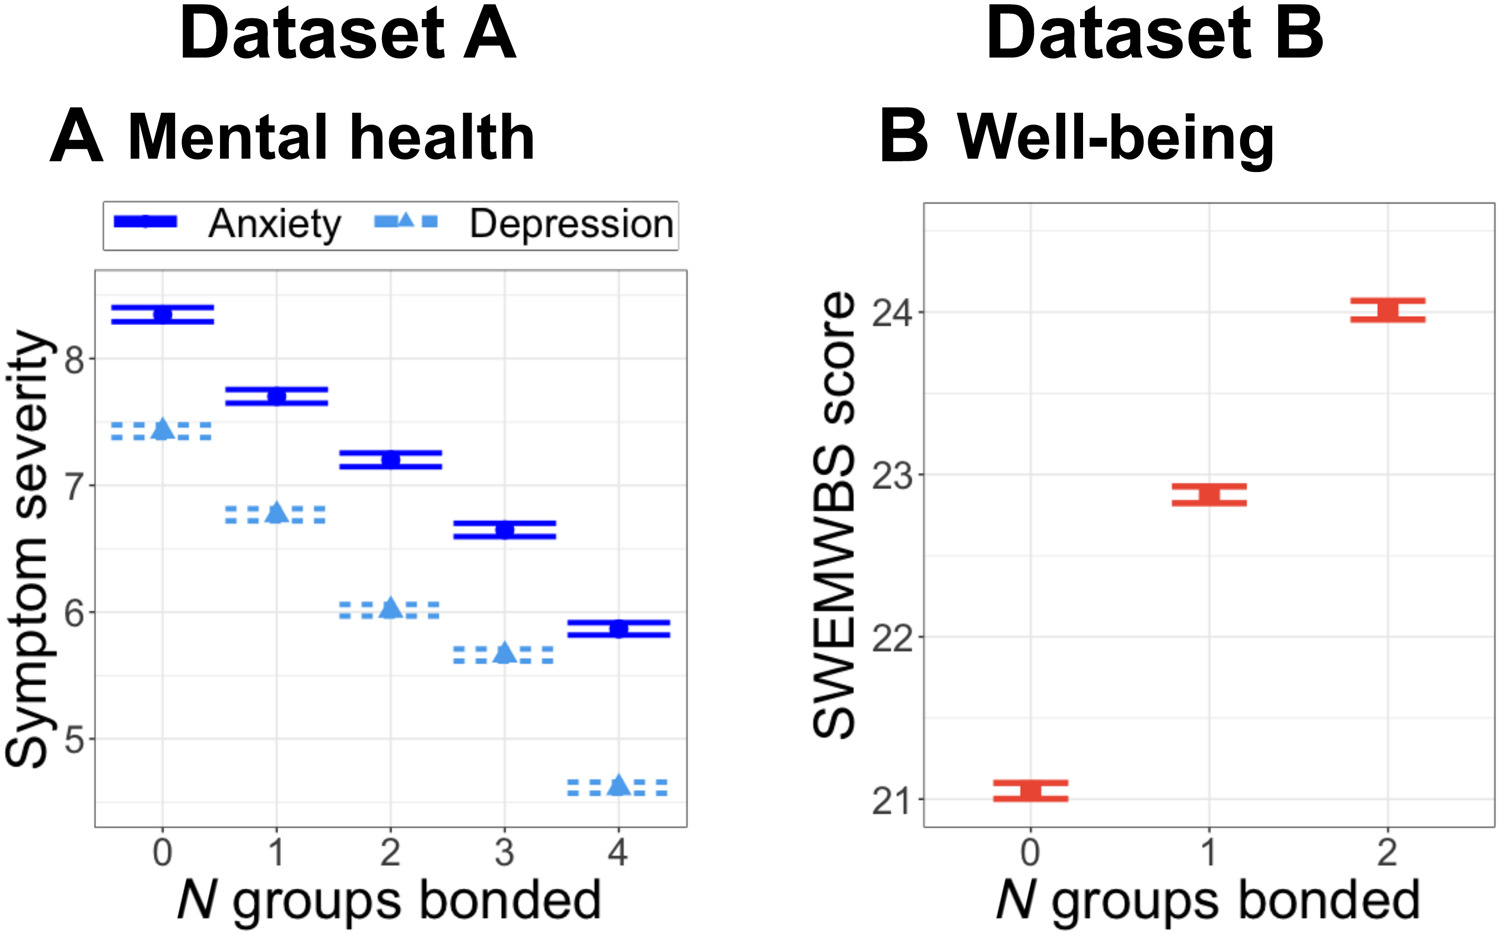 Dataset A
Dataset B
A Mental health
B Well-being
Anxiety Depression
Symptom severity
8
7
6
5
0 1 2 3 4
N groups bonded
SWEMWBS score
24
23
22
21
0 1 2
N groups bonded